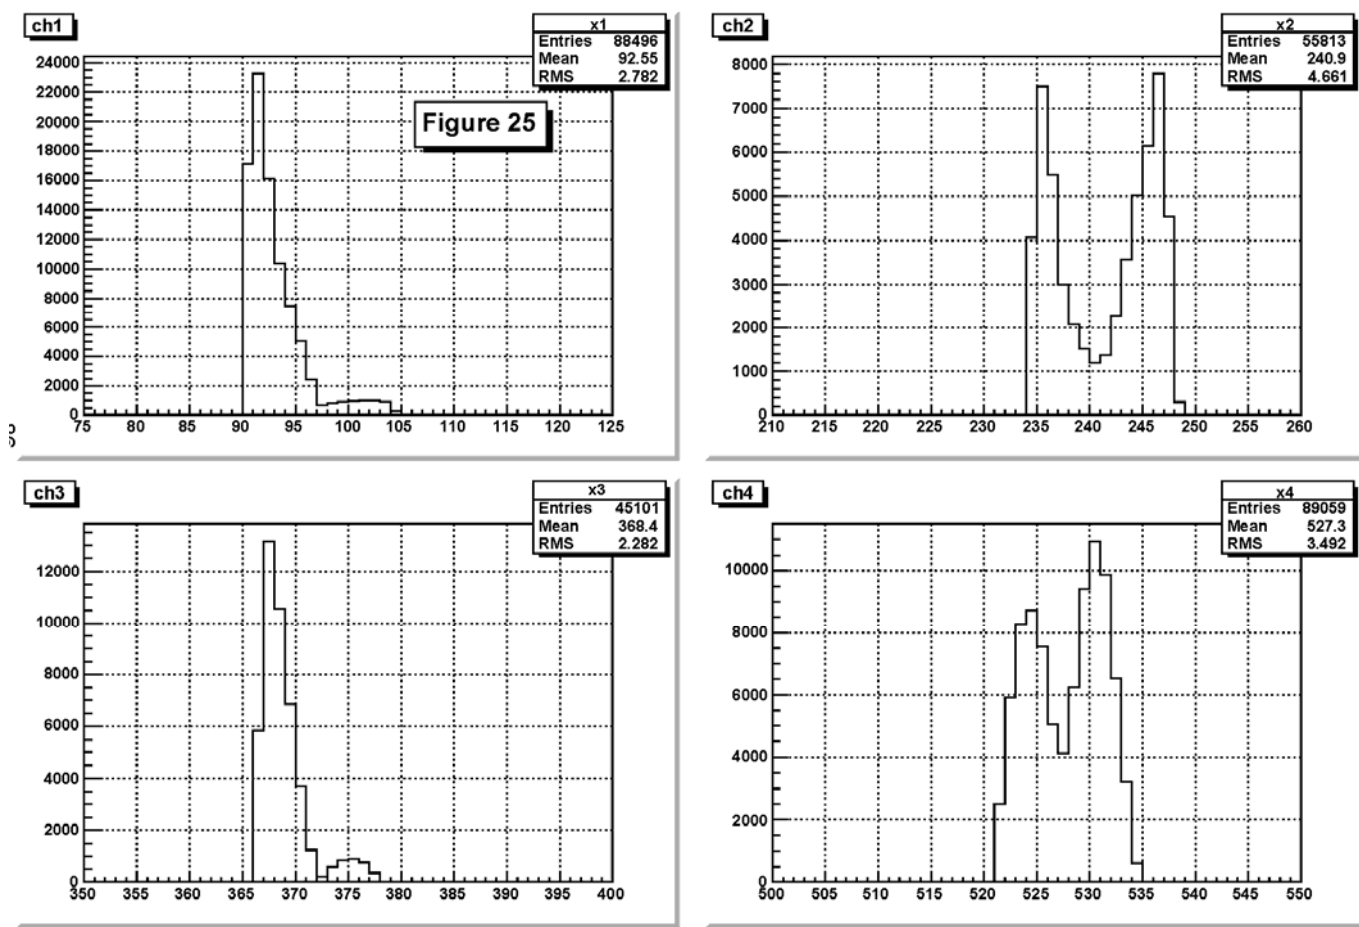 ch1
x1
Entries 88496
Mean 92.55
RMS 2.782
Figure 25
24000
22000
20000
18000
16000
14000
12000
10000
8000
6000
4000
2000
0
75 80 85 90 95 100 105 110 115 120 125
ch2
x2
Entries 55813
Mean 240.9
RMS 4.661
8000
7000
6000
5000
4000
3000
2000
1000
0
210 215 220 225 230 235 240 245 250 255 260
ch3
x3
Entries 45101
Mean 368.4
RMS 2.282
12000
10000
8000
6000
4000
2000
0
350 355 360 365 370 375 380 385 390 395 400
ch4
x4
Entries 89059
Mean 527.3
RMS 3.492
10000
8000
6000
4000
2000
0
500 505 510 515 520 525 530 535 540 545 550